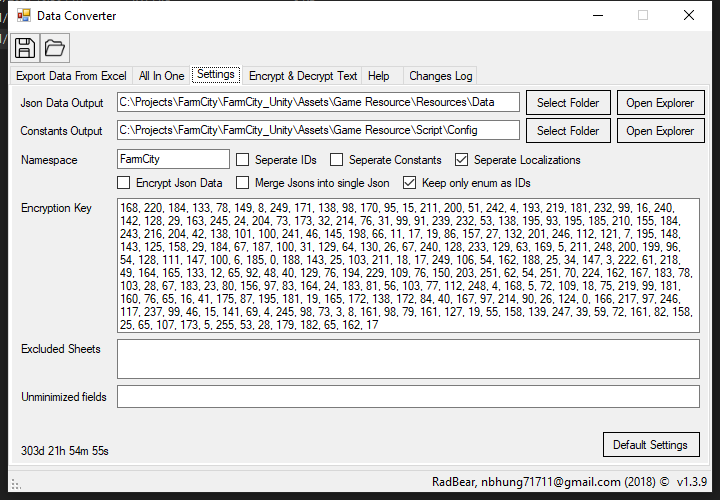 Data Converter
Export Data From Excel All In One Settings Encrypt & Decrypt Text Help Changes Log
Json Data Output C:\Projects\FarmCity\FarmCity_Unity\Assets\Game Resource\Resources\Data Select Folder Open Explorer
Constants Output C:\Projects\FarmCity\FarmCity_Unity\Assets\Game Resource\Script\Config Select Folder Open Explorer
Namespace FarmCity Seperate IDs Seperate Constants Seperate Localizations
Encrypt Json Data Merge Jsons into single Json Keep only enum as IDs
Encryption Key 168, 220, 184, 133, 78, 149, 8, 249, 171, 138, 98, 170, 95, 15, 211, 200, 51, 242, 4, 193, 219, 181, 232, 99, 16, 240,
142, 128, 29, 163, 245, 24, 204, 73, 173, 32, 214, 76, 31, 99, 91, 239, 232, 53, 138, 195, 93, 195, 185, 210, 155, 184,
243, 216, 204, 42, 138, 101, 100, 241, 46, 145, 198, 66, 11, 17, 19, 86, 157, 27, 132, 201, 246, 112, 121, 7, 195, 148,
143, 125, 158, 29, 184, 67, 187, 100, 31, 129, 64, 130, 26, 67, 240, 128, 233, 129, 63, 169, 5, 211, 248, 200, 199, 96,
54, 128, 111, 147, 100, 6, 185, 0, 188, 143, 25, 103, 211, 18, 17, 249, 106, 54, 162, 188, 25, 34, 147, 3, 222, 61, 218,
49, 164, 165, 133, 12, 65, 92, 48, 40, 129, 76, 194, 229, 109, 76, 150, 203, 251, 62, 54, 251, 70, 224, 162, 167, 183, 78,
103, 28, 67, 183, 23, 80, 156, 97, 83, 164, 24, 183, 81, 56, 103, 77, 112, 248, 4, 168, 5, 72, 109, 18, 75, 219, 99, 181,
160, 76, 65, 16, 41, 175, 87, 195, 181, 19, 165, 172, 138, 172, 84, 40, 167, 97, 214, 90, 26, 124, 0, 166, 217, 97, 246,
117, 237, 99, 46, 15, 141, 69, 4, 245, 98, 73, 3, 8, 161, 98, 79, 161, 127, 19, 55, 158, 139, 247, 39, 59, 72, 161, 82, 158,
25, 65, 107, 173, 5, 255, 53, 28, 179, 182, 65, 162, 17
Excluded Sheets
Unminimized fields
303d 21h 54m 55s Default Settings
RadBear, nbhung71711@gmail.com (2018) © v1.3.9